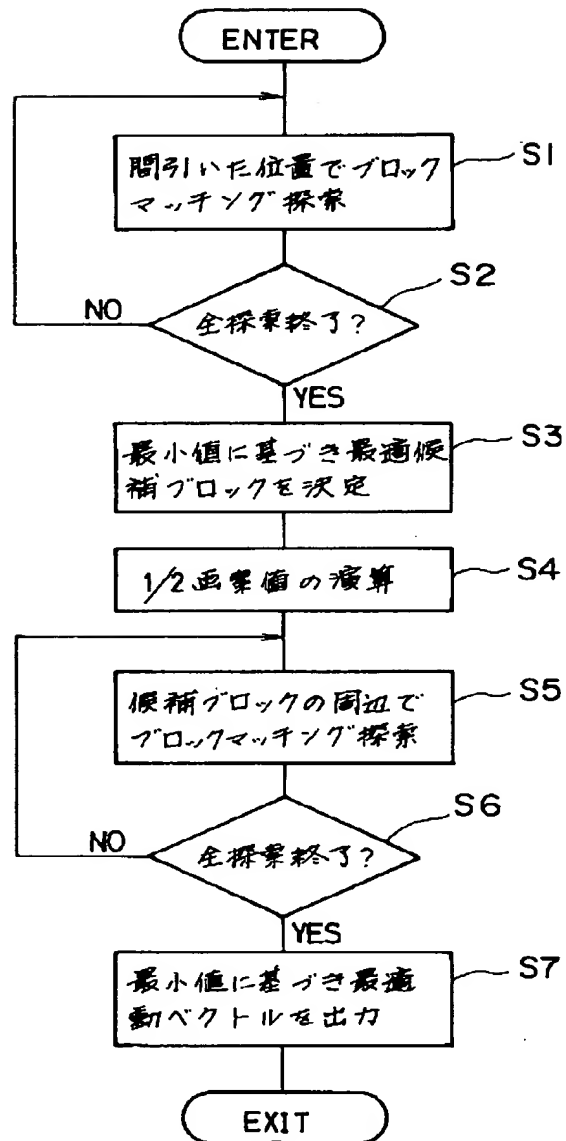 ENTER
間引いた位置でブロック
マッチング探索
S1
全探索終了?
S2
NO
YES
最小値に基づき最適候
補ブロックを決定
S3
1/2画素値の演算
S4
候補ブロックの周辺で
ブロックマッチング探索
S5
全探索終了?
S6
NO
YES
最小値に基づき最適
動ベクトルを出力
S7
EXIT